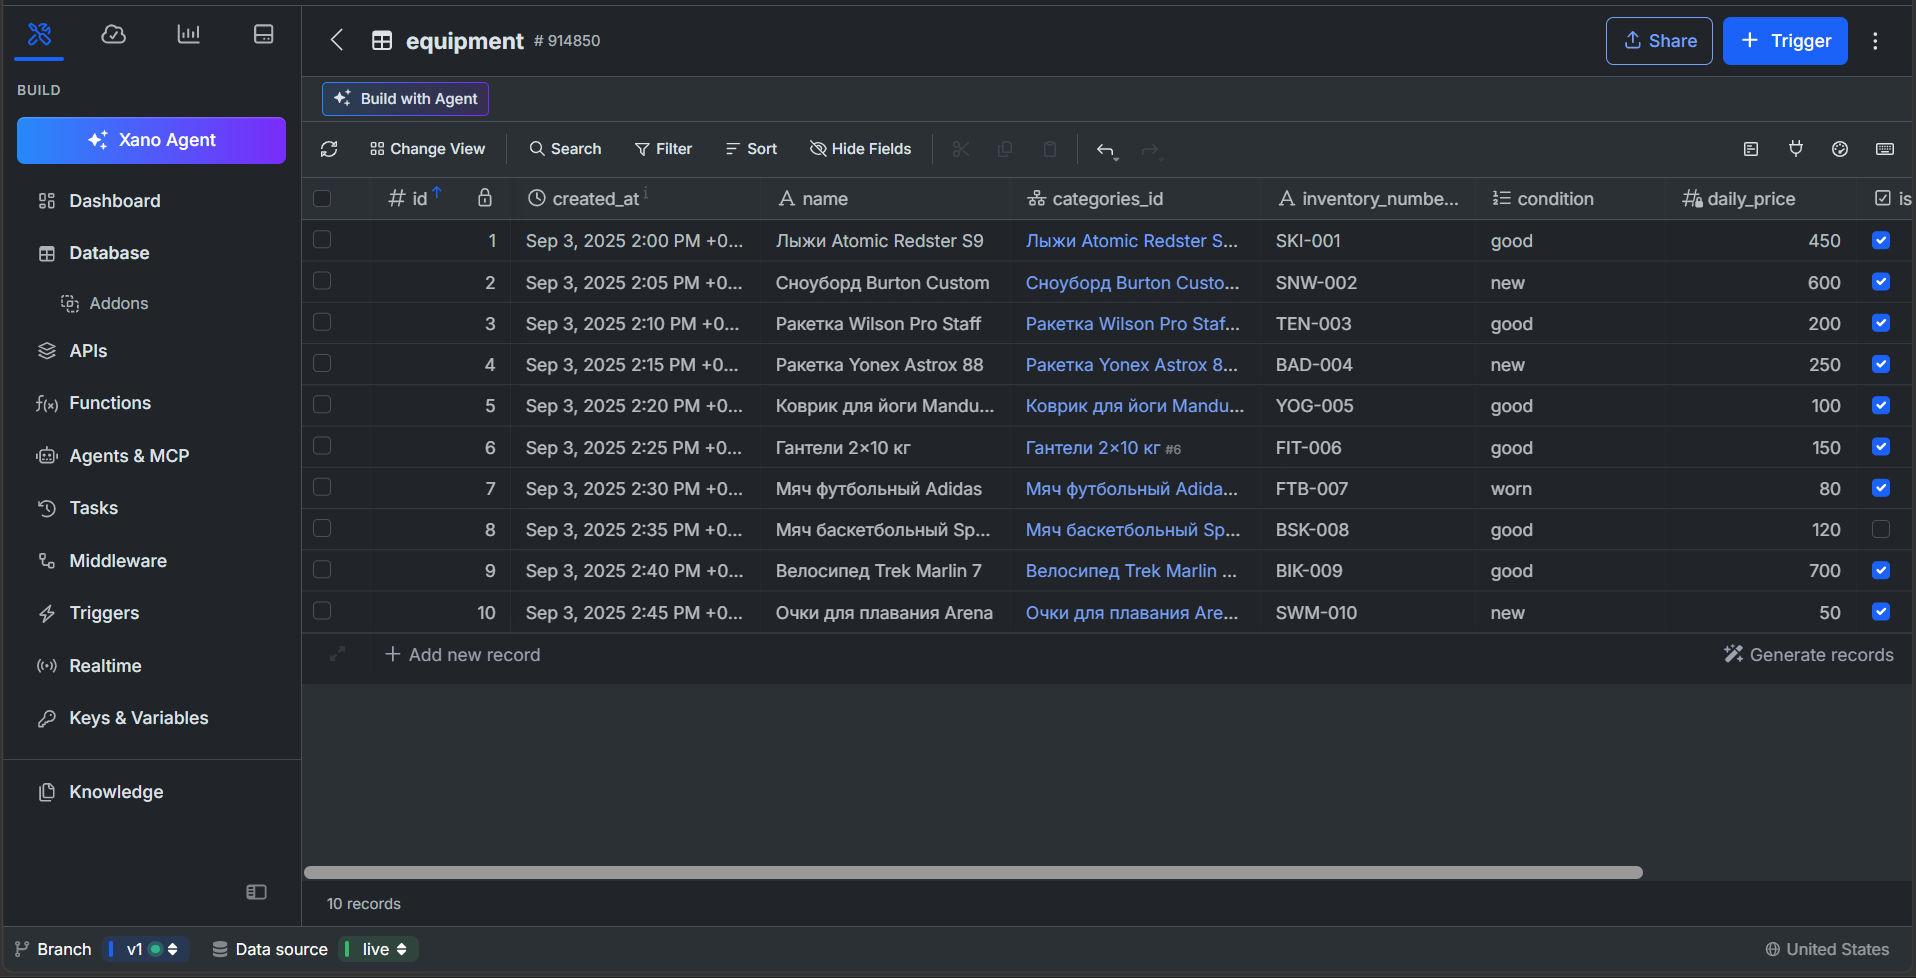 equipment # 914850
Share
Trigger
BUILD
Build with Agent
Xano Agent
Change View
Search
Filter
Sort
Hide Fields
Dashboard
Database
Addons
APIs
Functions
Agents & MCP
Tasks
Middleware
Triggers
Realtime
Keys & Variables
Knowledge
# id created_at i name categories_id inventory_numbe... condition daily_price is
1 Sep 3, 2025 2:00 PM +0... Лыжи Atomic Redster S9 Лыжи Atomic Redster S... SKI-001 good 450
2 Sep 3, 2025 2:05 PM +0... Сноуборд Burton Custom Сноуборд Burton Custo... SNW-002 new 600
3 Sep 3, 2025 2:10 PM +0... Ракетка Wilson Pro Staff Ракетка Wilson Pro Staf... TEN-003 good 200
4 Sep 3, 2025 2:15 PM +0... Ракетка Yonex Astrox 88 Ракетка Yonex Astrox 8... BAD-004 new 250
5 Sep 3, 2025 2:20 PM +0... Коврик для йоги Mandu... Коврик для йоги Mandu... YOG-005 good 100
6 Sep 3, 2025 2:25 PM +0... Гантели 2×10 кг Гантели 2×10 кг #6 FIT-006 good 150
7 Sep 3, 2025 2:30 PM +0... Мяч футбольный Adidas Мяч футбольный Adida... FTB-007 worn 80
8 Sep 3, 2025 2:35 PM +0... Мяч баскетбольный Sp... Мяч баскетбольный Sp... BSK-008 good 120
9 Sep 3, 2025 2:40 PM +0... Велосипед Trek Marlin 7 Велосипед Trek Marlin ... BIK-009 good 700
10 Sep 3, 2025 2:45 PM +0... Очки для плавания Arena Очки для плавания Are... SWM-010 new 50
Add new record
Generate records
10 records
Branch v1 Data source live
United States